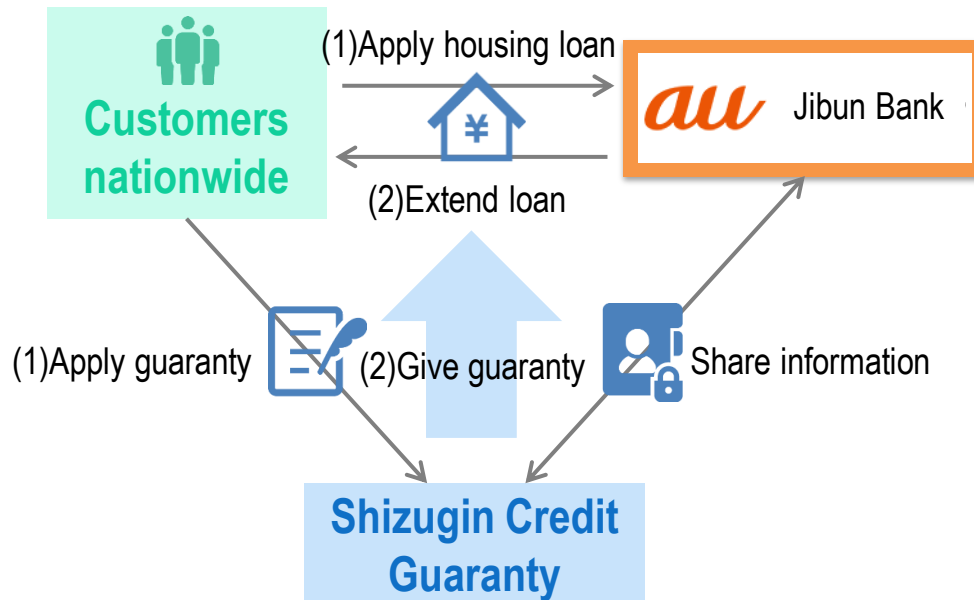 (1)Apply housing loan
Customers
nationwide
¥
au Jibun Bank
(2)Extend loan
(1)Apply guaranty
(2)Give guaranty
Share information
Shizugin Credit
Guaranty